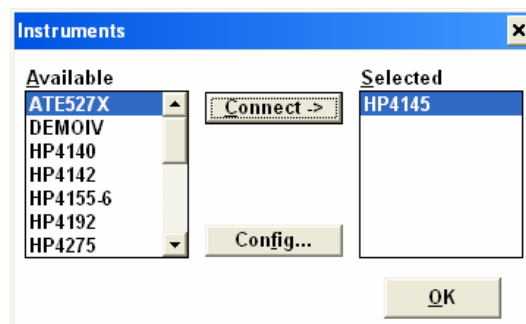 Instruments
Available
ATE527X
DEMOIV
HP4140
HP4142
HP4155-6
HP4192
HP4275
Connect ->
Config...
Selected
HP4145
OK